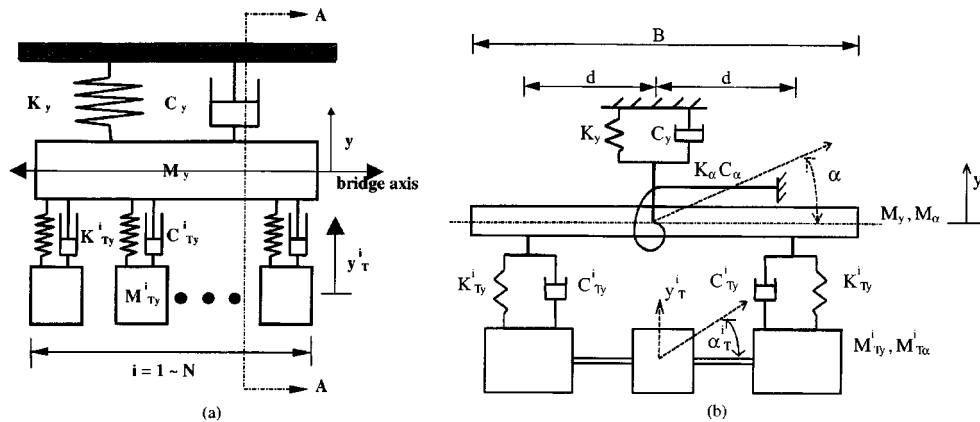 A
K y
C y
y
M y
bridge axis
K i Ty
C i Ty
y i T
M i Ty
i = 1 ~ N
A
(a)
B
d
d
K y
C y
K α C α
α
y
M y , M α
K i Ty
C i Ty
y i T
C i Ty
K i Ty
α i T
M i Ty , M i Tα
(b)